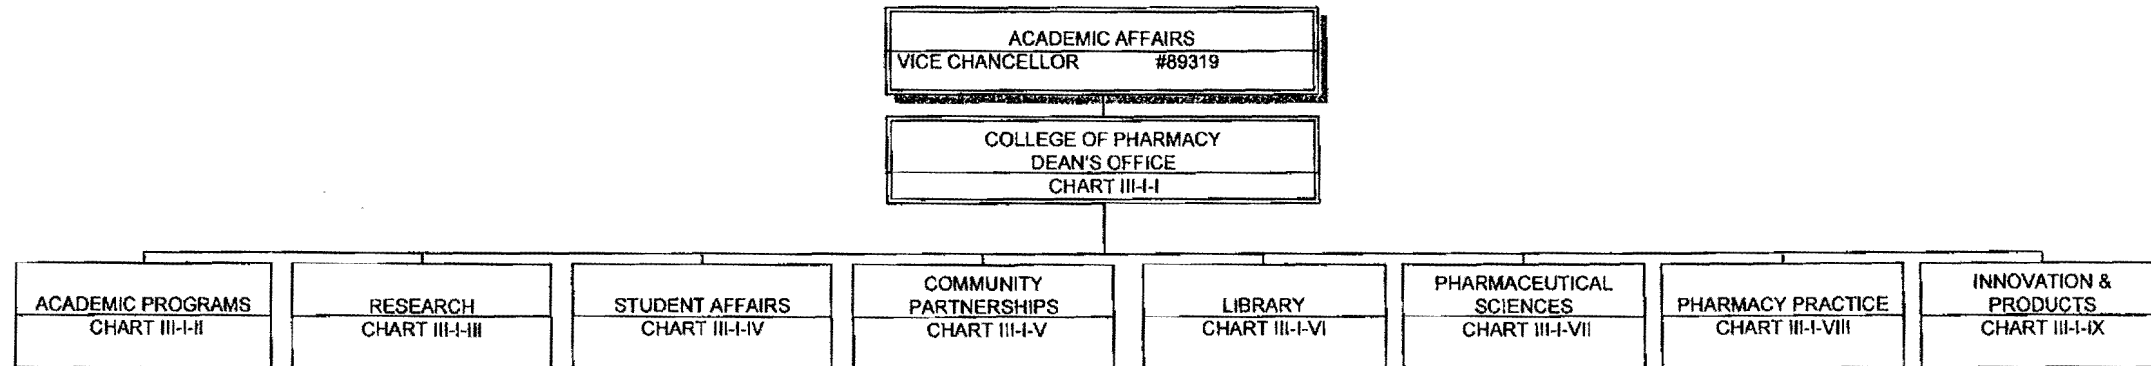 ACADEMIC AFFAIRS
VICE CHANCELLOR #89319
COLLEGE OF PHARMACY
DEAN'S OFFICE
CHART III-I-I
ACADEMIC PROGRAMS
CHART III-I-II
RESEARCH
CHART III-I-III
STUDENT AFFAIRS
CHART III-I-IV
COMMUNITY
PARTNERSHIPS
CHART III-I-V
LIBRARY
CHART III-I-VI
PHARMACEUTICAL
SCIENCES
CHART III-I-VII
PHARMACY PRACTICE
CHART III-I-VIII
INNOVATION &
PRODUCTS
CHART III-I-IX